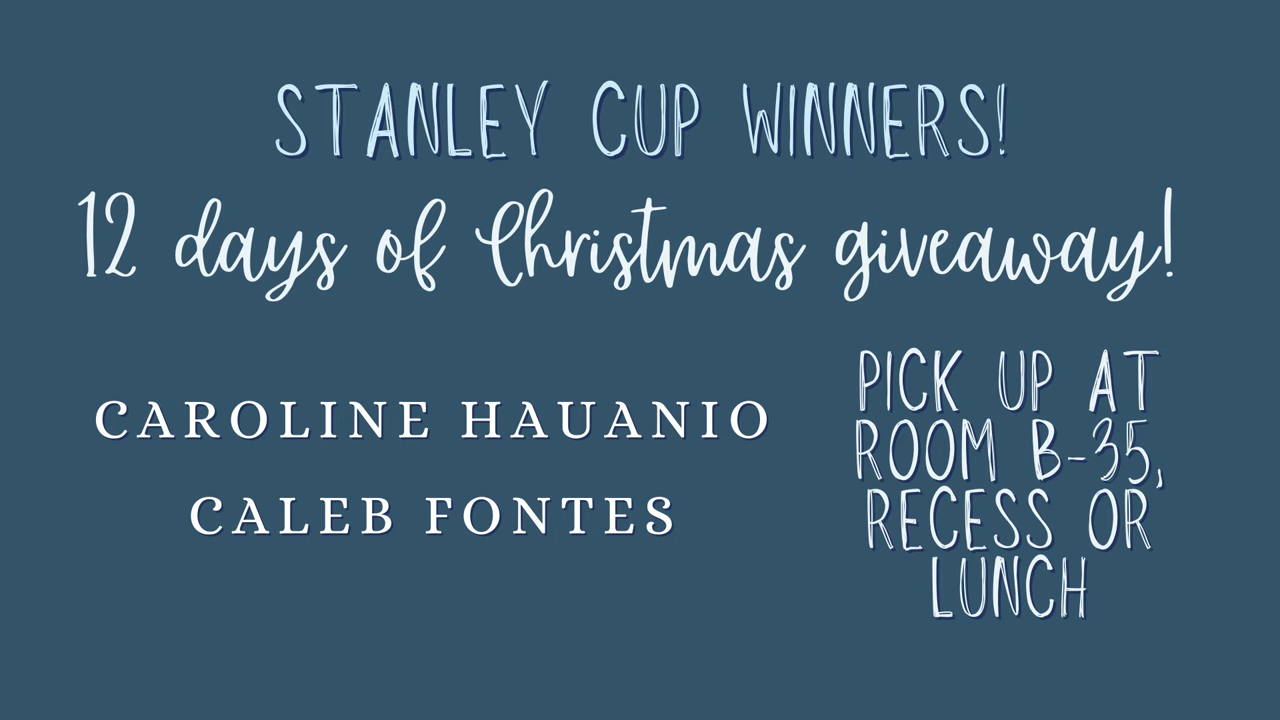 STANLEY CUP WINNERS!
12 days of Christmas giveaway!
CAROLINE HAUANIO
CALEB FONTES
PICK UP AT
ROOM B-35,
RECESS OR
LUNCH